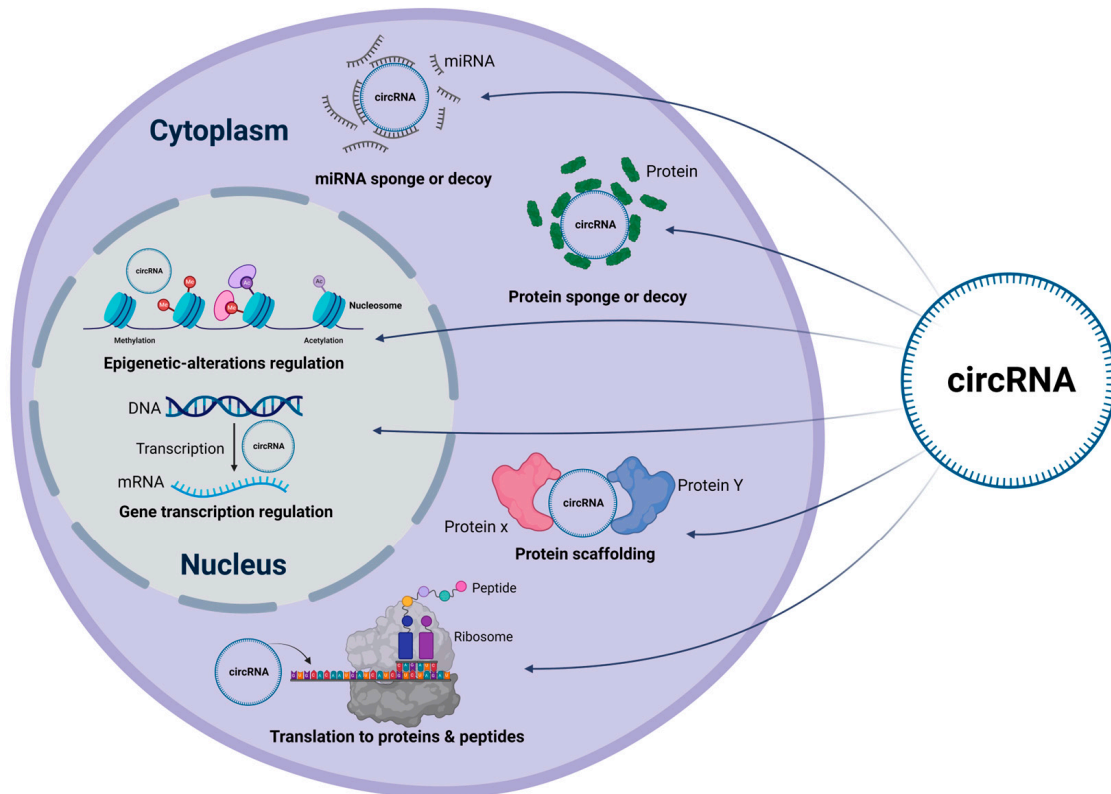 miRNA
circRNA
Cytoplasm
miRNA sponge or decoy
Protein
circRNA
Protein sponge or decoy
circRNA
Me
Me
Ac
Me
Ac
Nucleosome
Methylation
Acetylation
Epigenetic-alterations regulation
DNA
Transcription
circRNA
mRNA
Gene transcription regulation
Nucleus
circRNA
Protein Y
Protein x
Protein scaffolding
circRNA
Peptide
Ribosome
circRNA
Translation to proteins & peptides